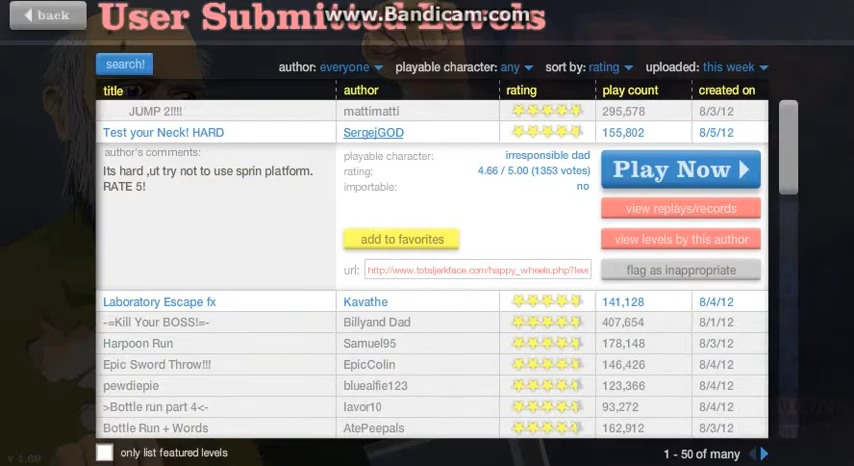 back
User Submitted Levels
www.Bandicam.com
search!
author: everyone playable character: any sort by: rating uploaded: this week
title author rating play count created on
JUMP 2!!!! mattimatti 295,578 8/3/12
Test your Neck! HARD SergejGOD 155,802 8/5/12
author's comments:
Its hard ,ut try not to use sprin platform.
RATE 5!
playable character: irresponsible dad
rating: 4.66 / 5.00 (1353 votes)
importable: no
add to favorites
url: http://www.totaljerkface.com/happy_wheels.php?leve
Play Now
view replays/records
view levels by this author
flag as inappropriate
Laboratory Escape fx Kavathe 141,128 8/4/12
-=Kill Your BOSS!=- Billyand Dad 407,654 8/1/12
Harpoon Run Samuel95 178,148 8/3/12
Epic Sword Throw!!! EpicColin 146,426 8/4/12
pewdiepie bluealfie123 123,366 8/4/12
>Bottle run part 4<- lavor10 93,272 8/4/12
Bottle Run + Words AtePeepals 162,912 8/3/12
only list featured levels
1 - 50 of many
v 1.69